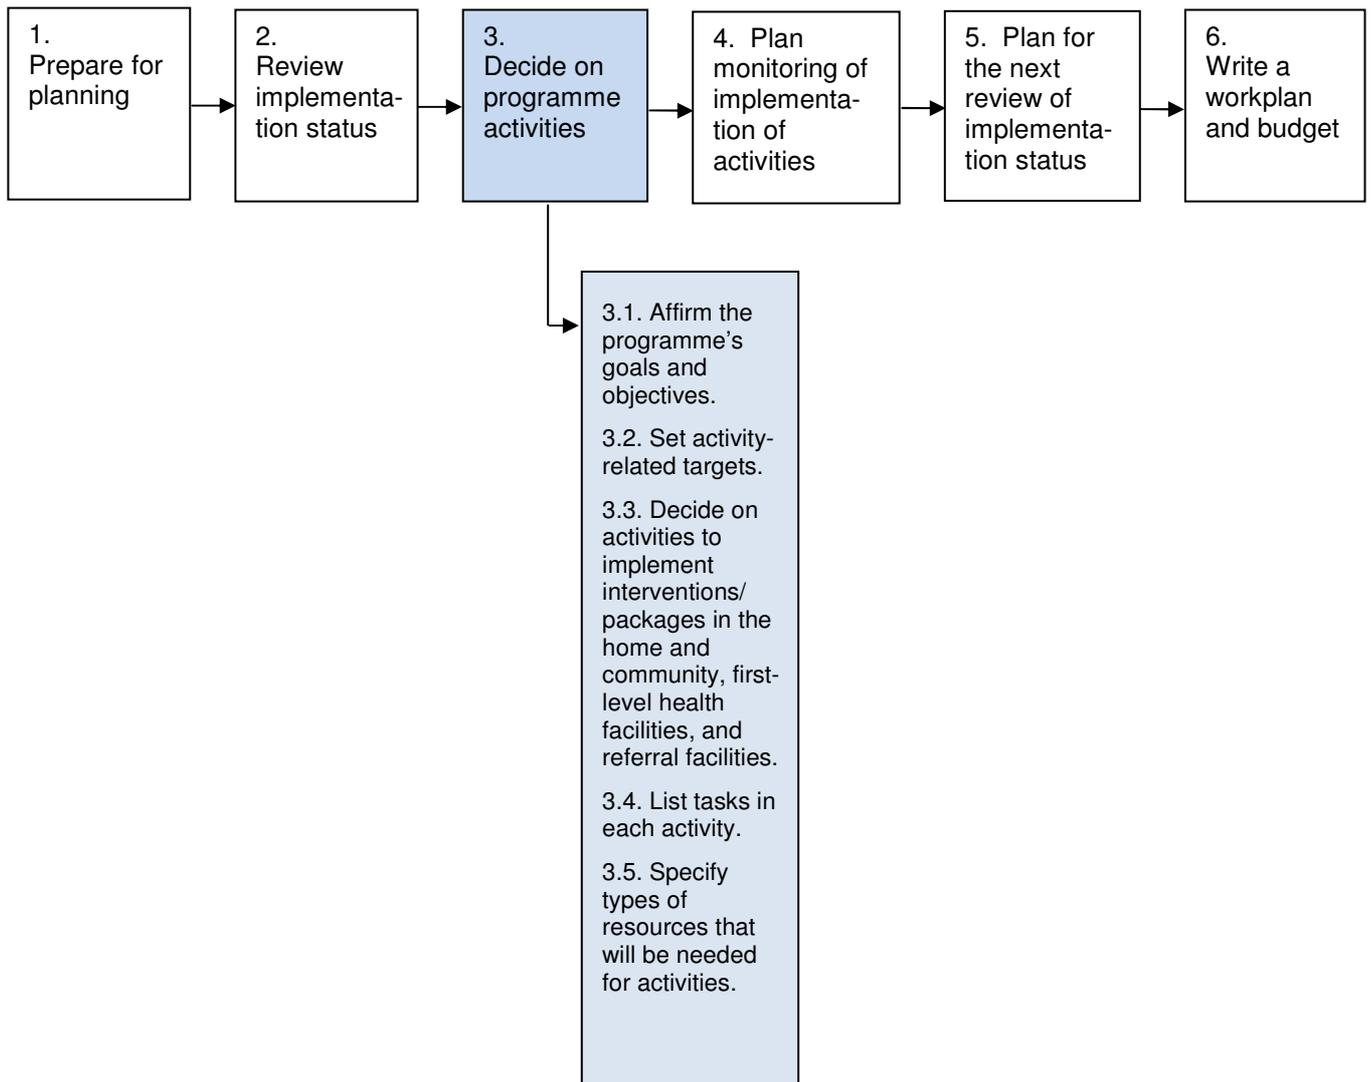 1.
Prepare for
planning
2.
Review
implementa-
tion status
3.
Decide on
programme
activities
4.  Plan
monitoring of
implementa-
tion of
activities
5.  Plan for
the next
review of
implementa-
tion status
6.
Write a
workplan
and budget
3.1. Affirm the
programme’s
goals and
objectives.
3.2. Set activity-
related targets.
3.3. Decide on
activities to
implement
interventions/
packages in the
home and
community, first-
level health
facilities, and
referral facilities.
3.4. List tasks in
each activity.
3.5. Specify
types of
resources that
will be needed
for activities.